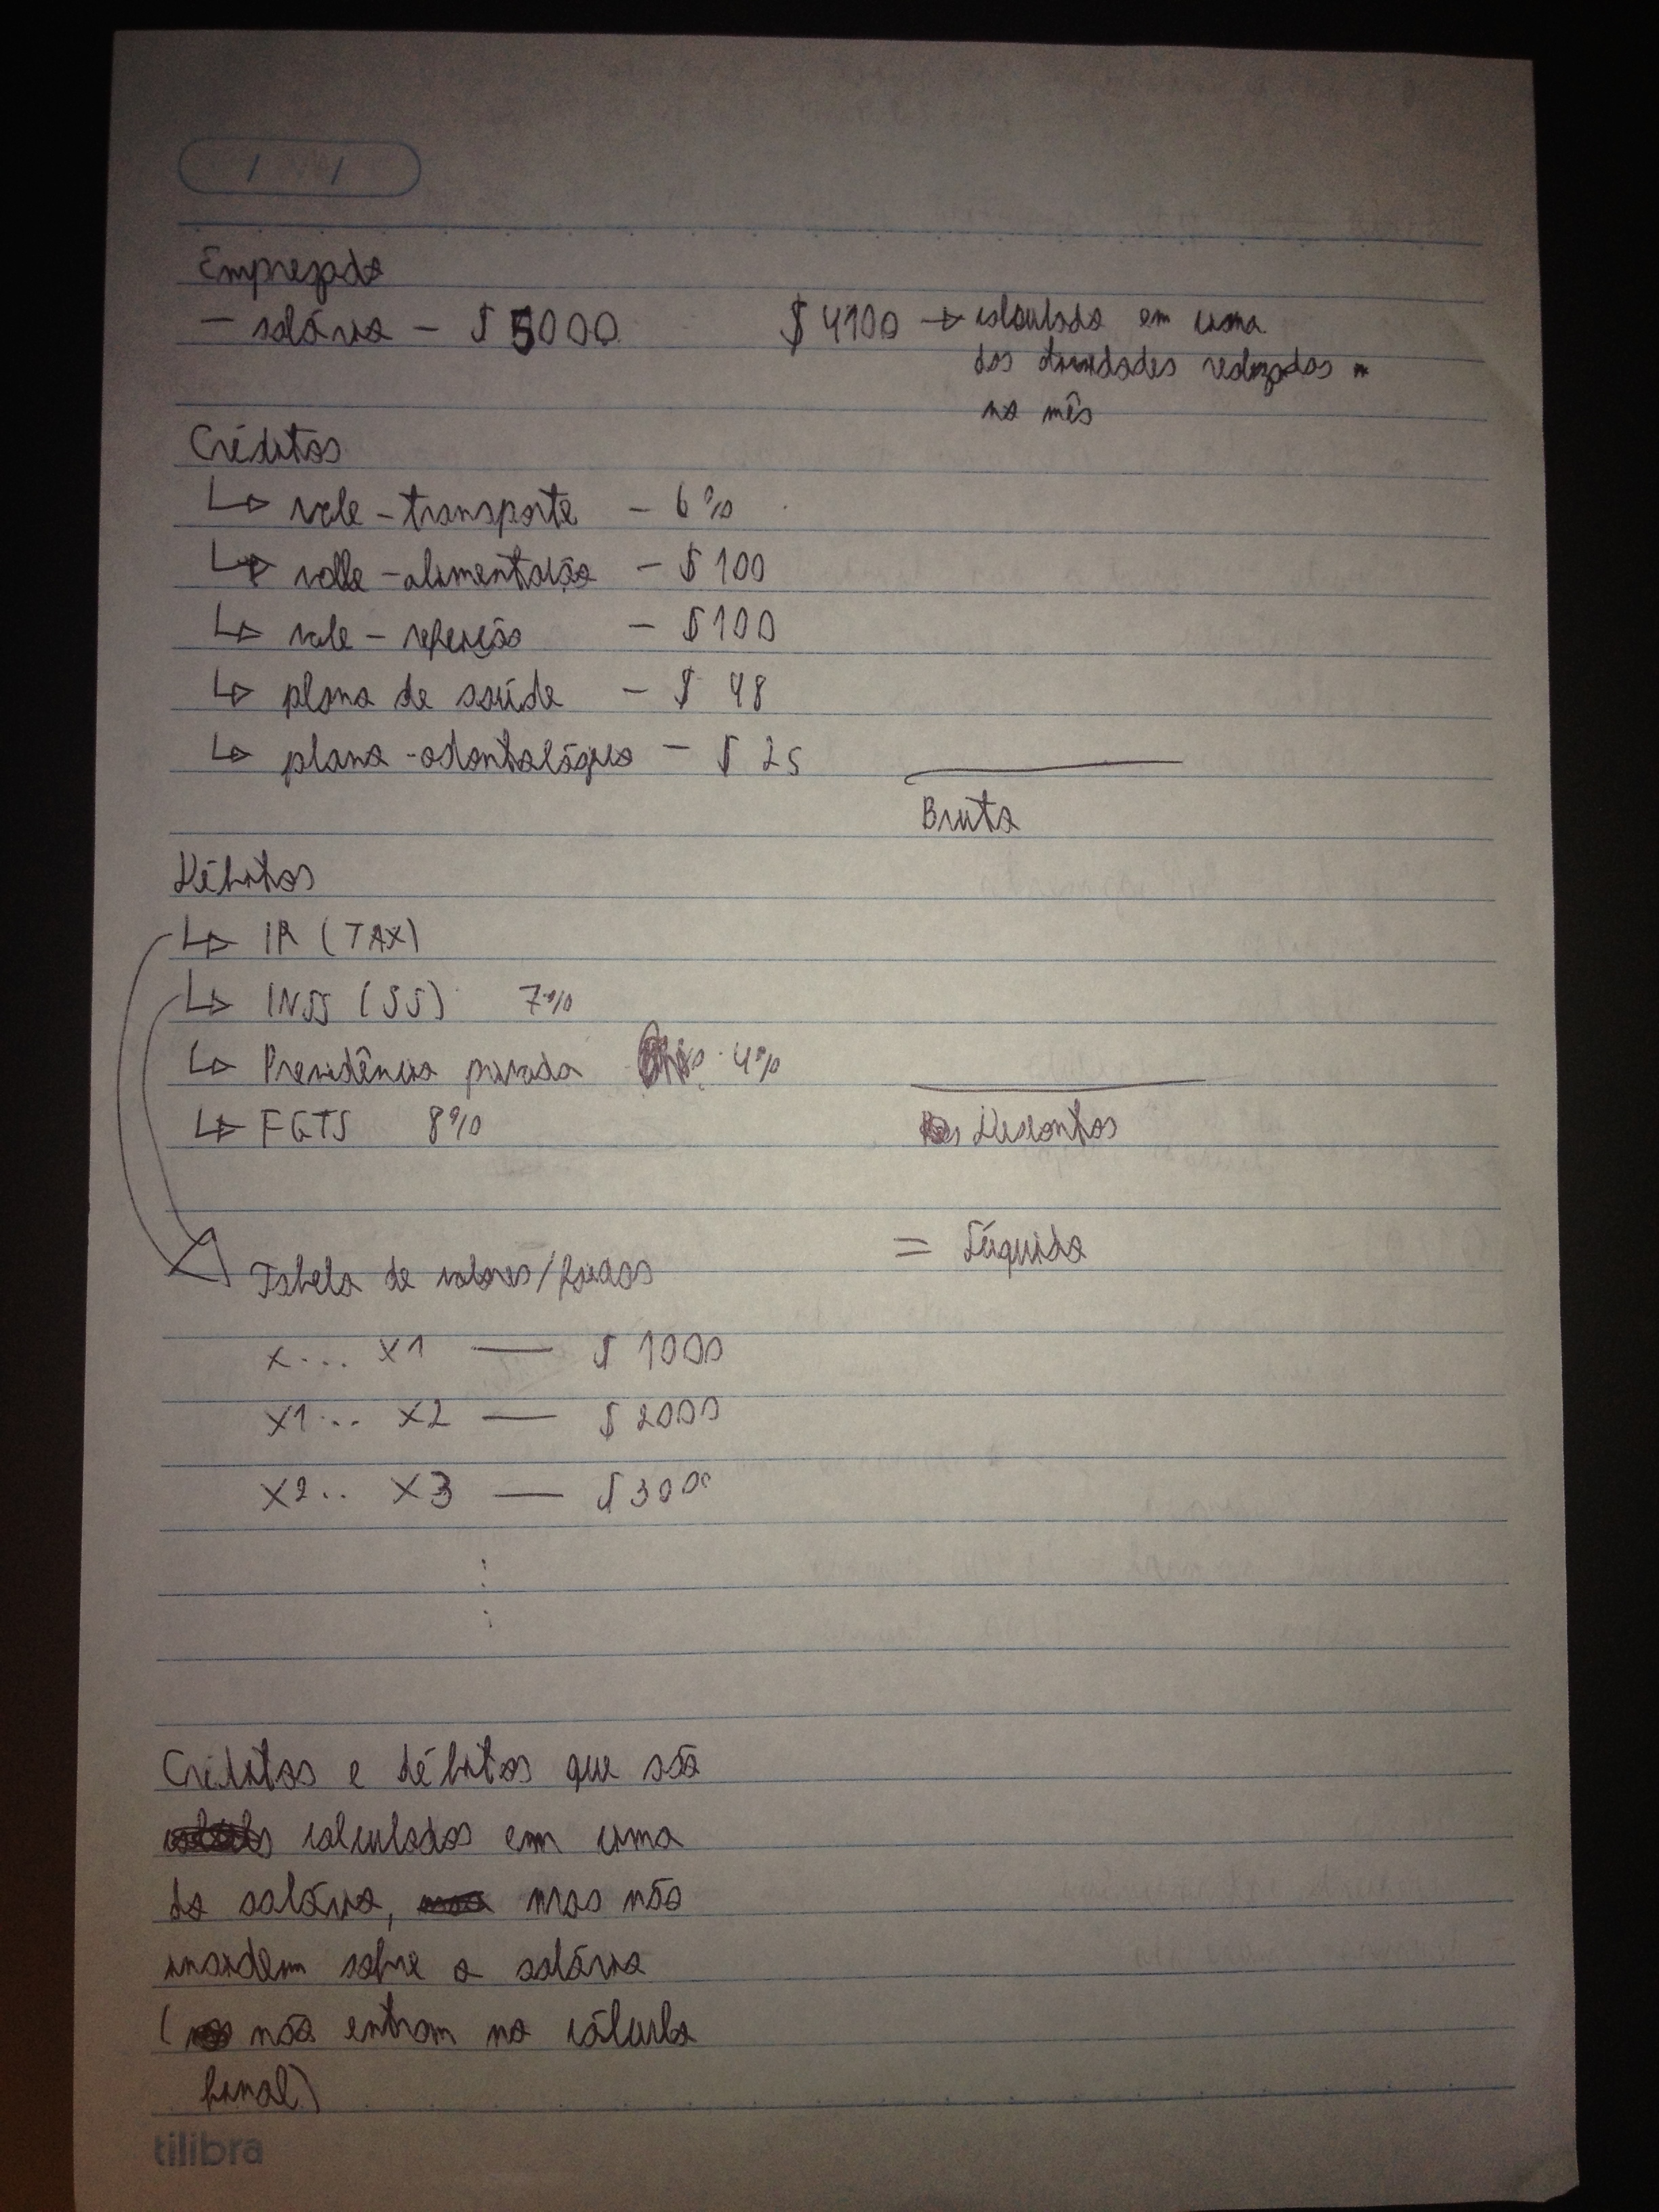 / /
Empregado
- salário - $ 5000 $ 4100 → calculado em cima
das atividades realizadas
no mês
Créditos
↳ vale-transporte - 6%
↳ vale-alimentação - $ 100
↳ vale-refeição - $ 100
↳ plano de saúde - $ 48
↳ plano-odontológico - $ 25
Bruto
Débitos
↳ IR (TAX)
↳ INSS (SS) 7%
↳ Previdência privada 4%
↳ FGTS 8%
Descontos
= Líquido
Tabela de valores/faixas
x... x1 — $ 1000
x1... x2 — $ 2000
x2.. x3 — $ 3000
:
Créditos e débitos que são
calculados em cima
do salário, mas não
incidem sobre o salário
( não entram no cálculo
final)
tilibra